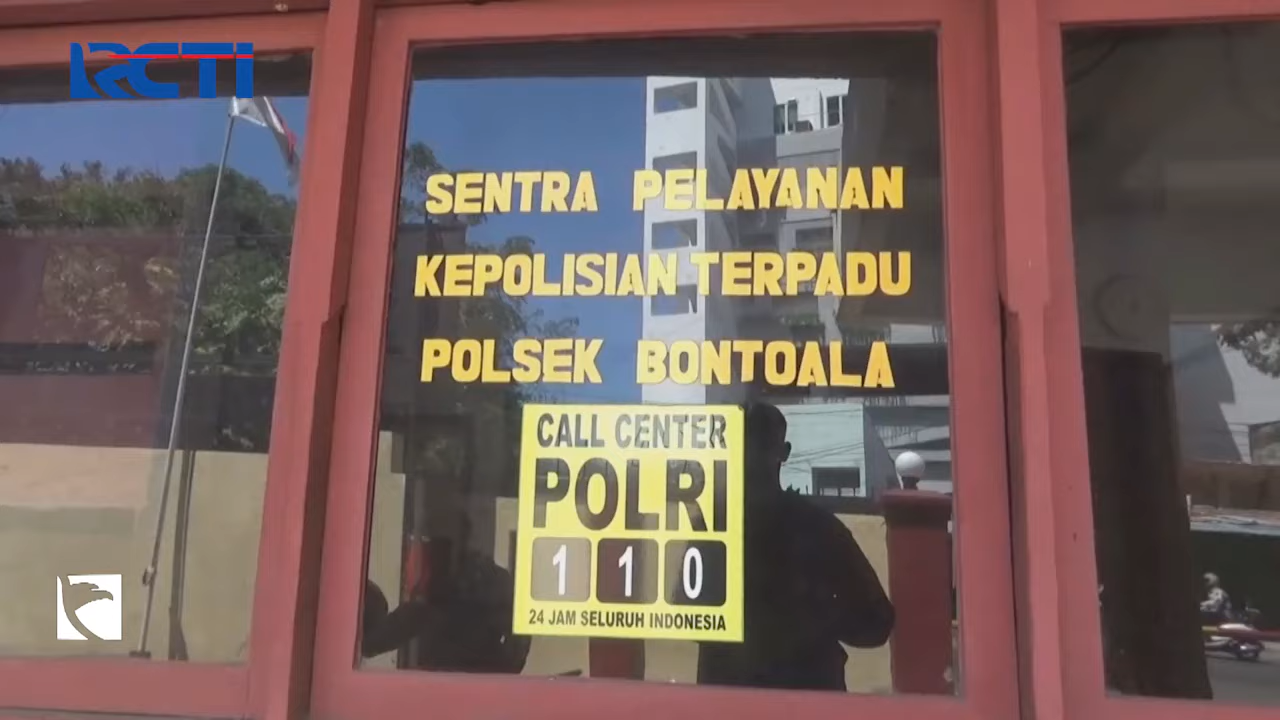 RCTI
SENTRA PELAYANAN
KEPOLISIAN TERPADU
POLSEK BONTOALA
CALL CENTER
POLRI
110
24 JAM SELURUH INDONESIA